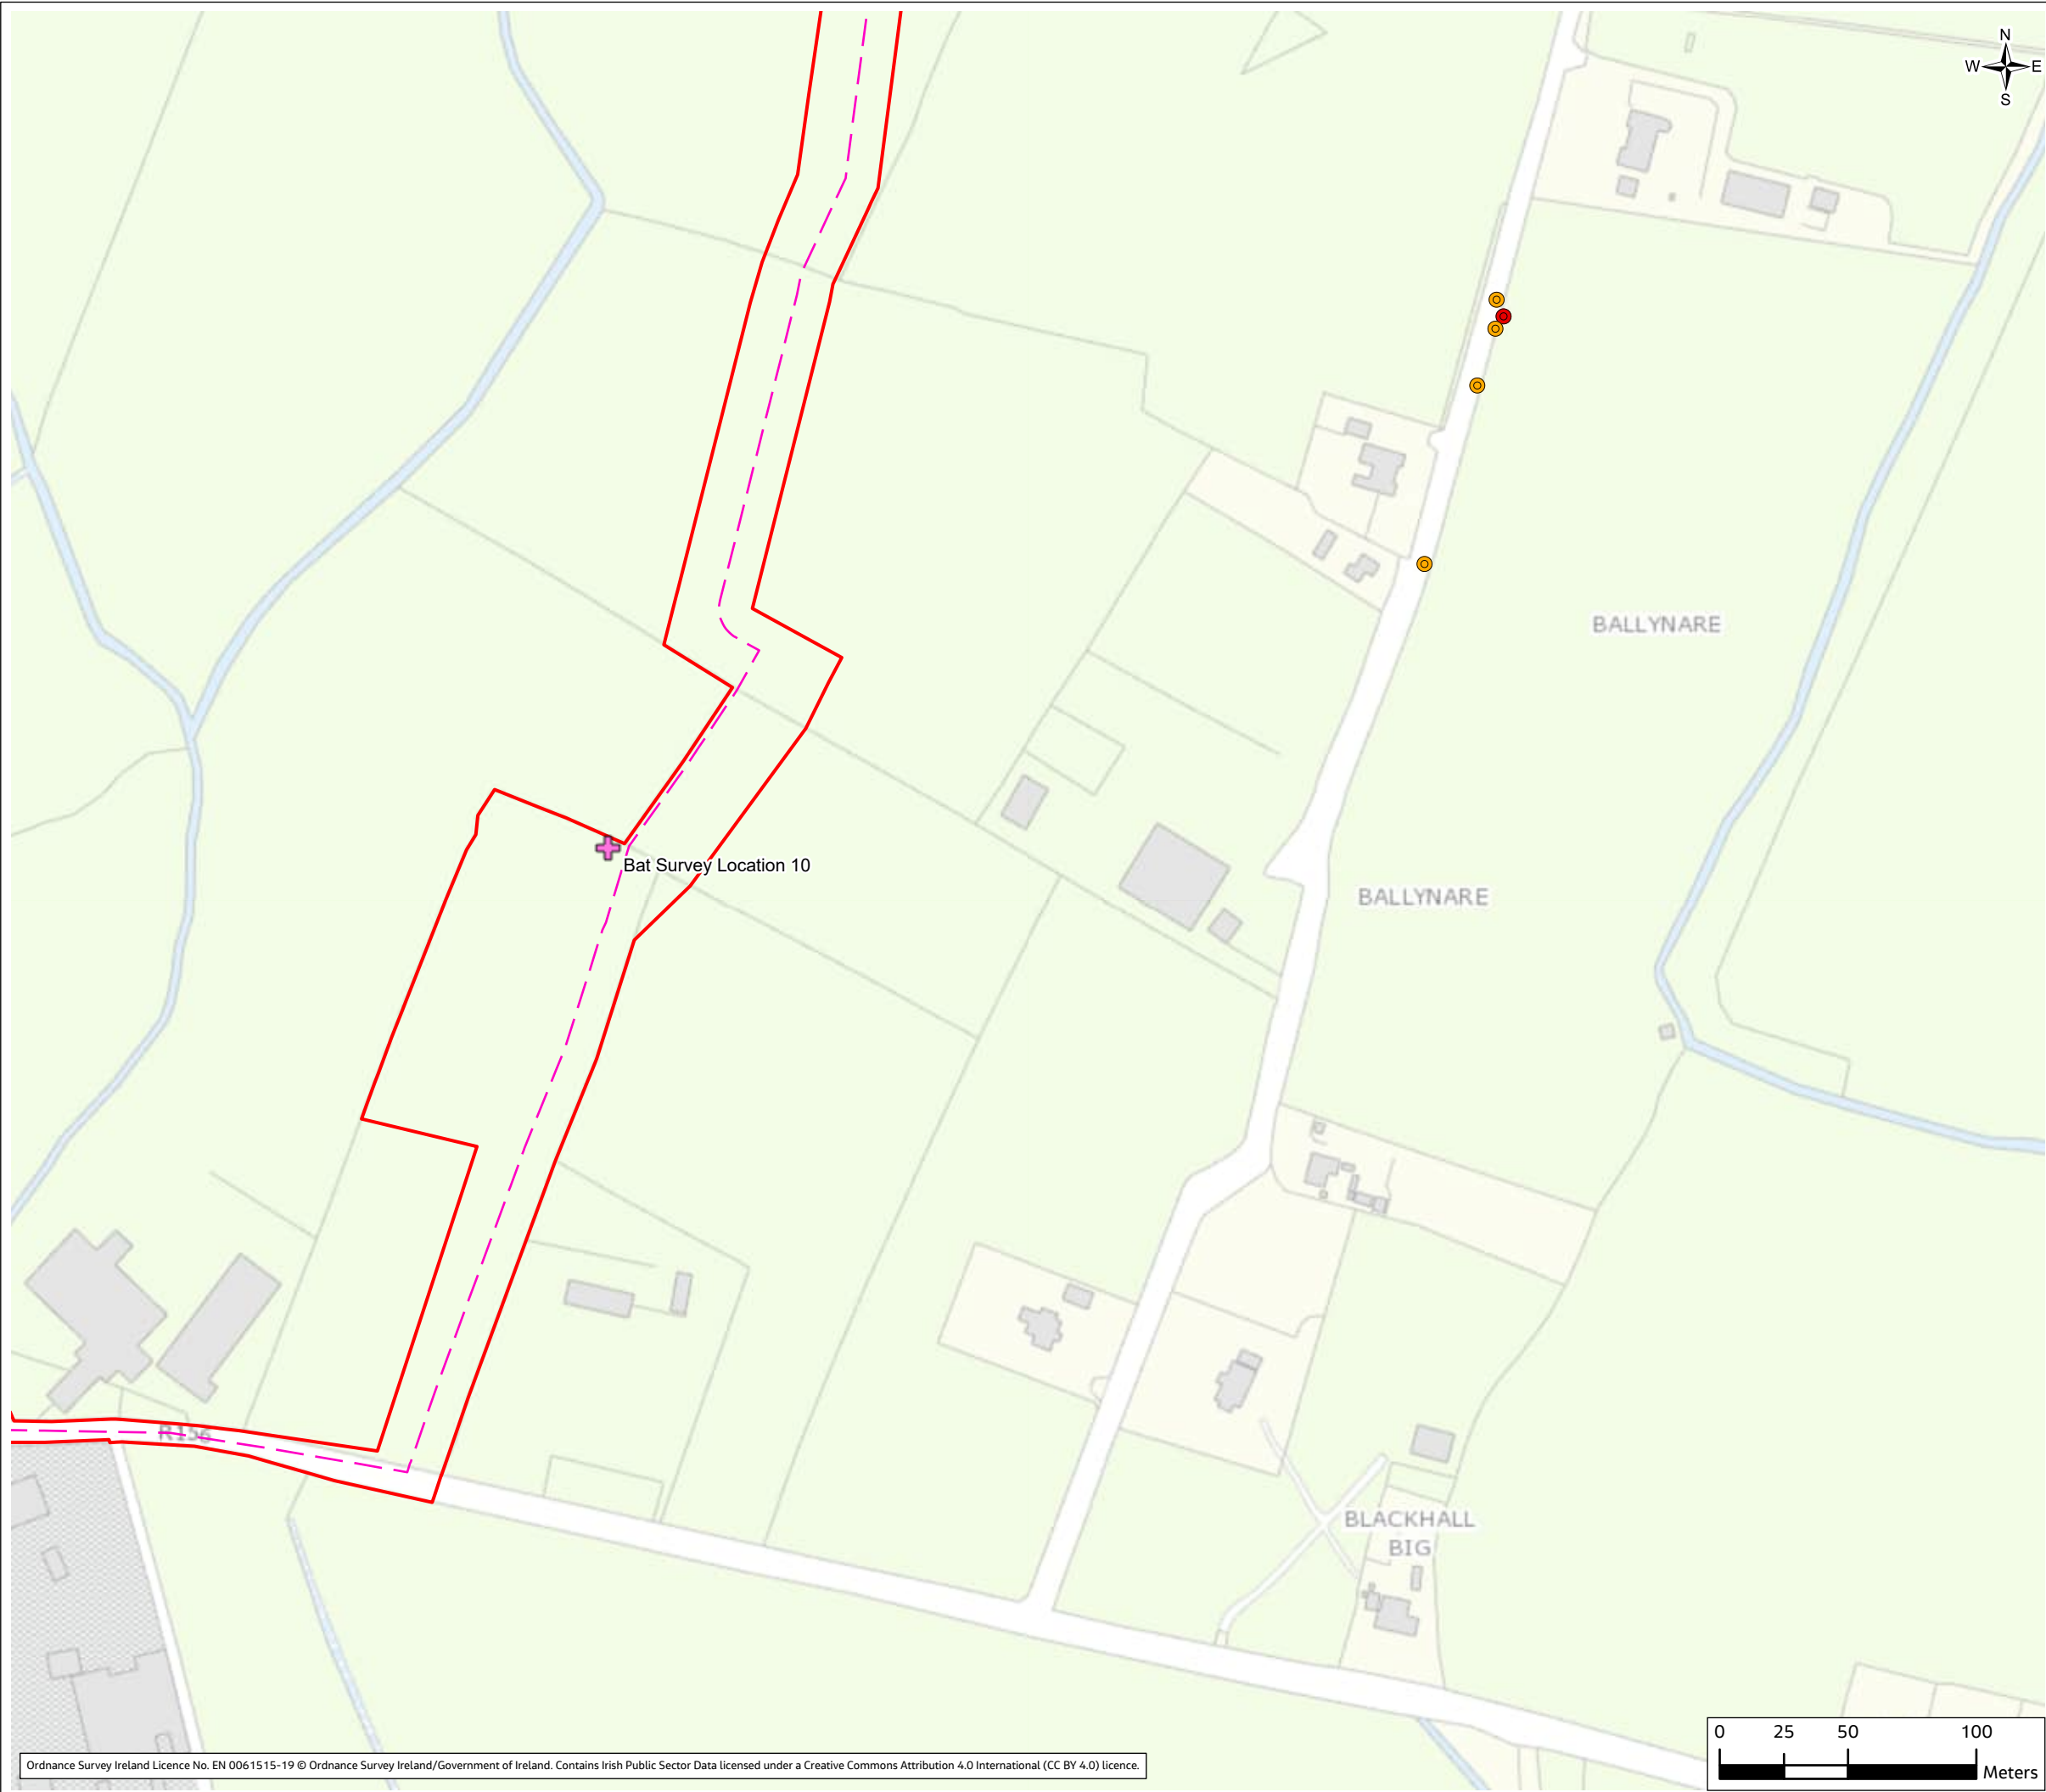 N
W E
S
BALLYNARE
Bat Survey Location 10
BALLYNARE
R156
BLACKHALL
BIG
0 25 50 100
Meters
Ordnance Survey Ireland Licence No. EN 0061515-19 © Ordnance Survey Ireland/Government of Ireland. Contains Irish Public Sector Data licensed under a Creative Commons Attribution 4.0 International (CC BY 4.0) licence.